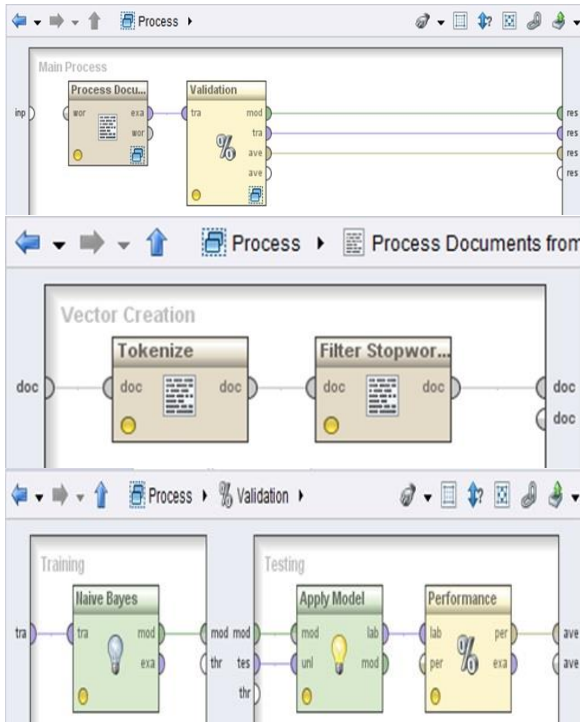 Process
Main Process
Process Docu... Validation
inp wor exa tra mod res
wor tra res
ave res
ave res
Process Process Documents from
Vector Creation
Tokenize Filter Stopwor...
doc doc doc doc doc doc
doc
Process % Validation
Training Testing
Naive Bayes Apply Model Performance
tra tra mod mod mod mod lab lab per ave
exa thr tes unl mod per % exa ave
thr